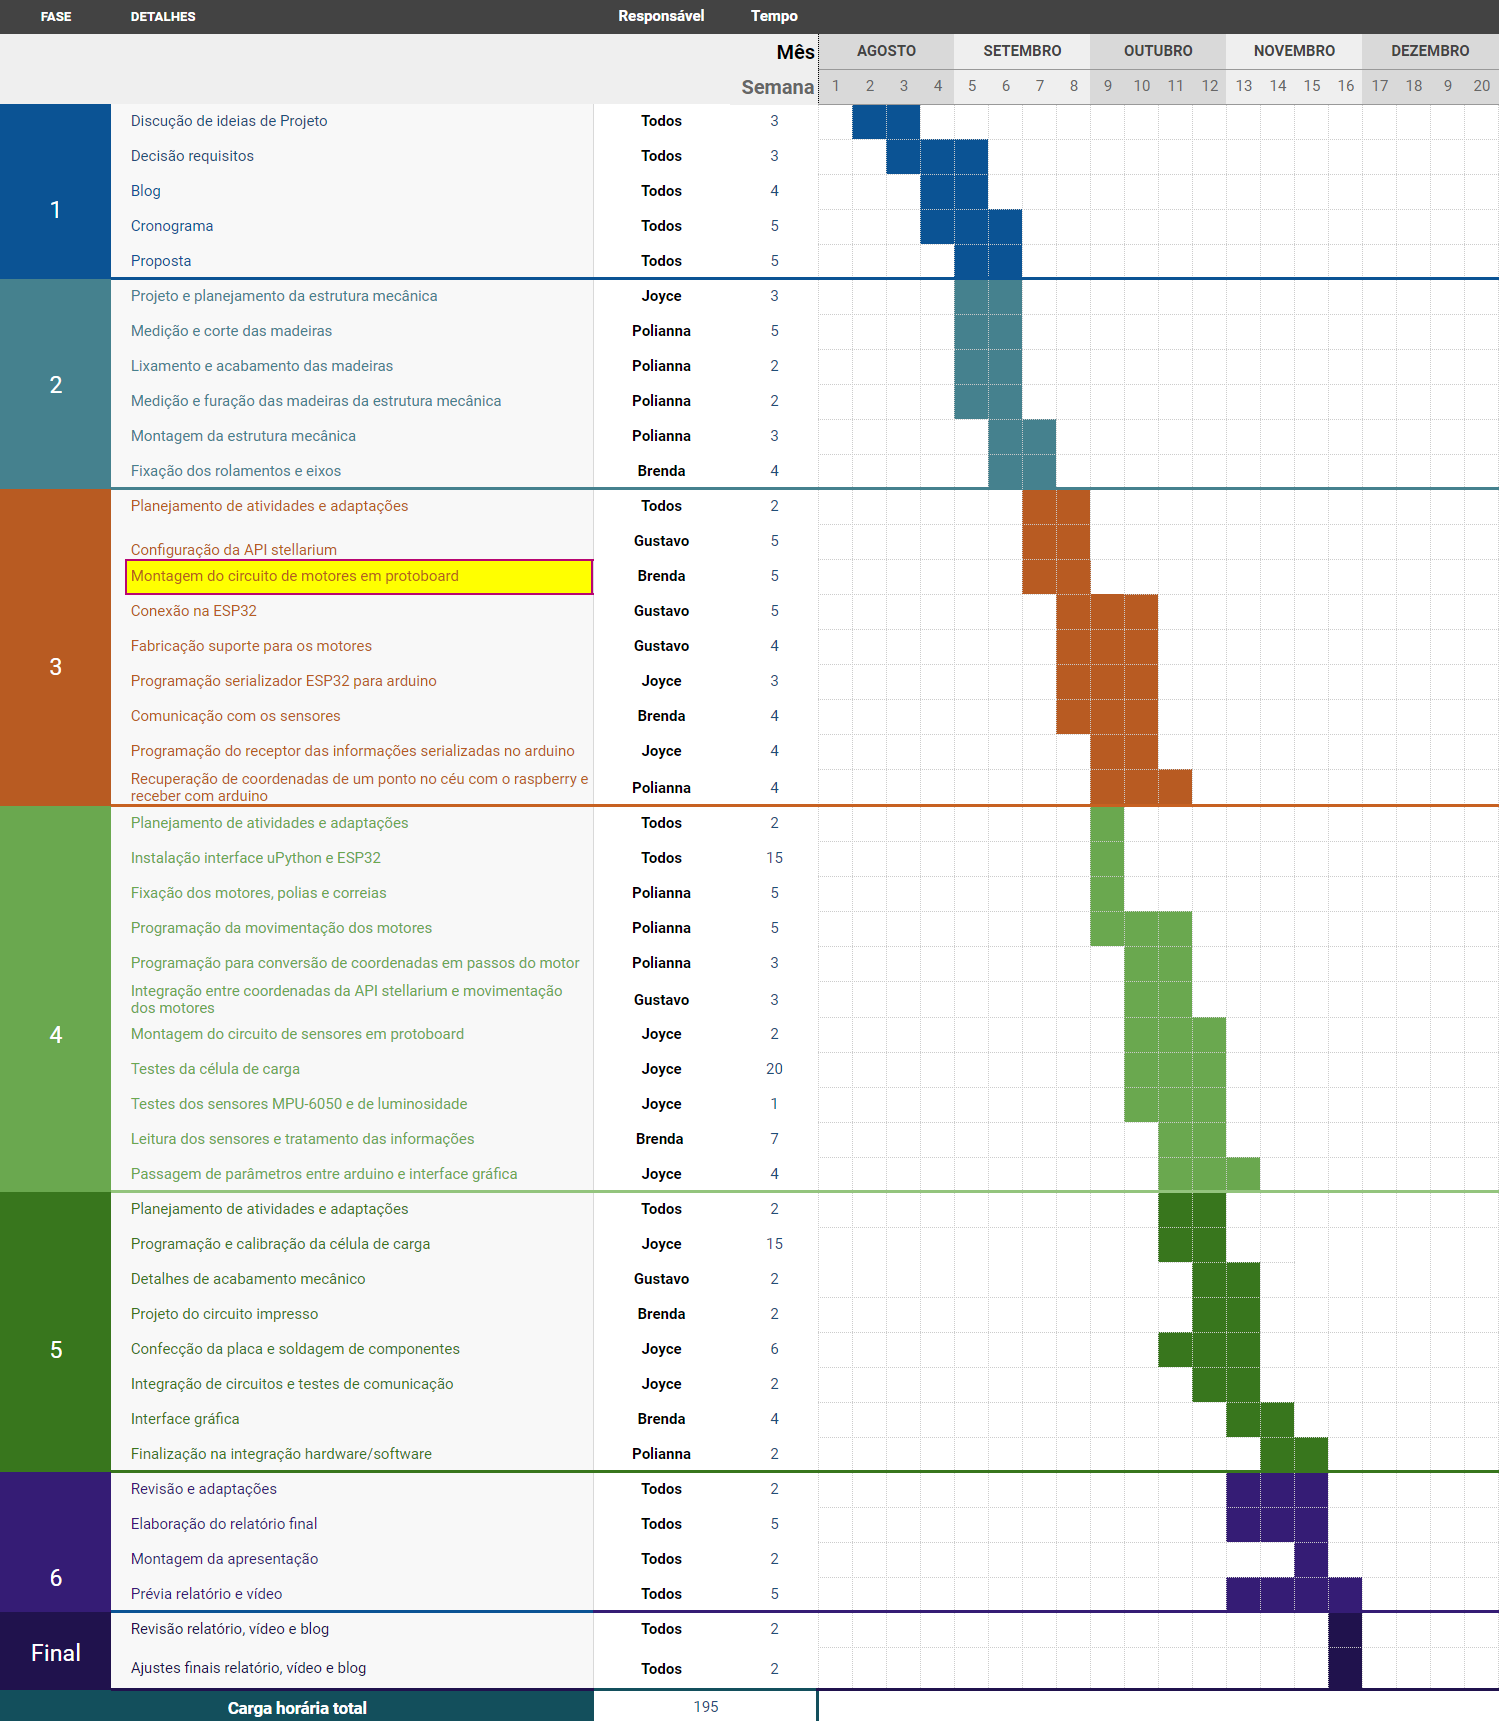 FASE DETALHES Responsável Tempo
Mês AGOSTO SETEMBRO OUTUBRO NOVEMBRO DEZEMBRO
Semana 1 2 3 4 5 6 7 8 9 10 11 12 13 14 15 16 17 18 9 20
1
Discução de ideias de Projeto Todos 3
Decisão requisitos Todos 3
Blog Todos 4
Cronograma Todos 5
Proposta Todos 5
2
Projeto e planejamento da estrutura mecânica Joyce 3
Medição e corte das madeiras Polianna 5
Lixamento e acabamento das madeiras Polianna 2
Medição e furação das madeiras da estrutura mecânica Polianna 2
Montagem da estrutura mecânica Polianna 3
Fixação dos rolamentos e eixos Brenda 4
3
Planejamento de atividades e adaptações Todos 2
Configuração da API stellarium Gustavo 5
Montagem do circuito de motores em protoboard Brenda 5
Conexão na ESP32 Gustavo 5
Fabricação suporte para os motores Gustavo 4
Programação serializador ESP32 para arduino Joyce 3
Comunicação com os sensores Brenda 4
Programação do receptor das informações serializadas no arduino Joyce 4
Recuperação de coordenadas de um ponto no céu com o raspberry e
receber com arduino Polianna 4
4
Planejamento de atividades e adaptações Todos 2
Instalação interface uPython e ESP32 Todos 15
Fixação dos motores, polias e correias Polianna 5
Programação da movimentação dos motores Polianna 5
Programação para conversão de coordenadas em passos do motor Polianna 3
Integração entre coordenadas da API stellarium e movimentação
dos motores Gustavo 3
Montagem do circuito de sensores em protoboard Joyce 2
Testes da célula de carga Joyce 20
Testes dos sensores MPU-6050 e de luminosidade Joyce 1
Leitura dos sensores e tratamento das informações Brenda 7
Passagem de parâmetros entre arduino e interface gráfica Joyce 4
5
Planejamento de atividades e adaptações Todos 2
Programação e calibração da célula de carga Joyce 15
Detalhes de acabamento mecânico Gustavo 2
Projeto do circuito impresso Brenda 2
Confecção da placa e soldagem de componentes Joyce 6
Integração de circuitos e testes de comunicação Joyce 2
Interface gráfica Brenda 4
Finalização na integração hardware/software Polianna 2
6
Revisão e adaptações Todos 2
Elaboração do relatório final Todos 5
Montagem da apresentação Todos 2
Prévia relatório e vídeo Todos 5
Final
Revisão relatório, vídeo e blog Todos 2
Ajustes finais relatório, vídeo e blog Todos 2
Carga horária total 195